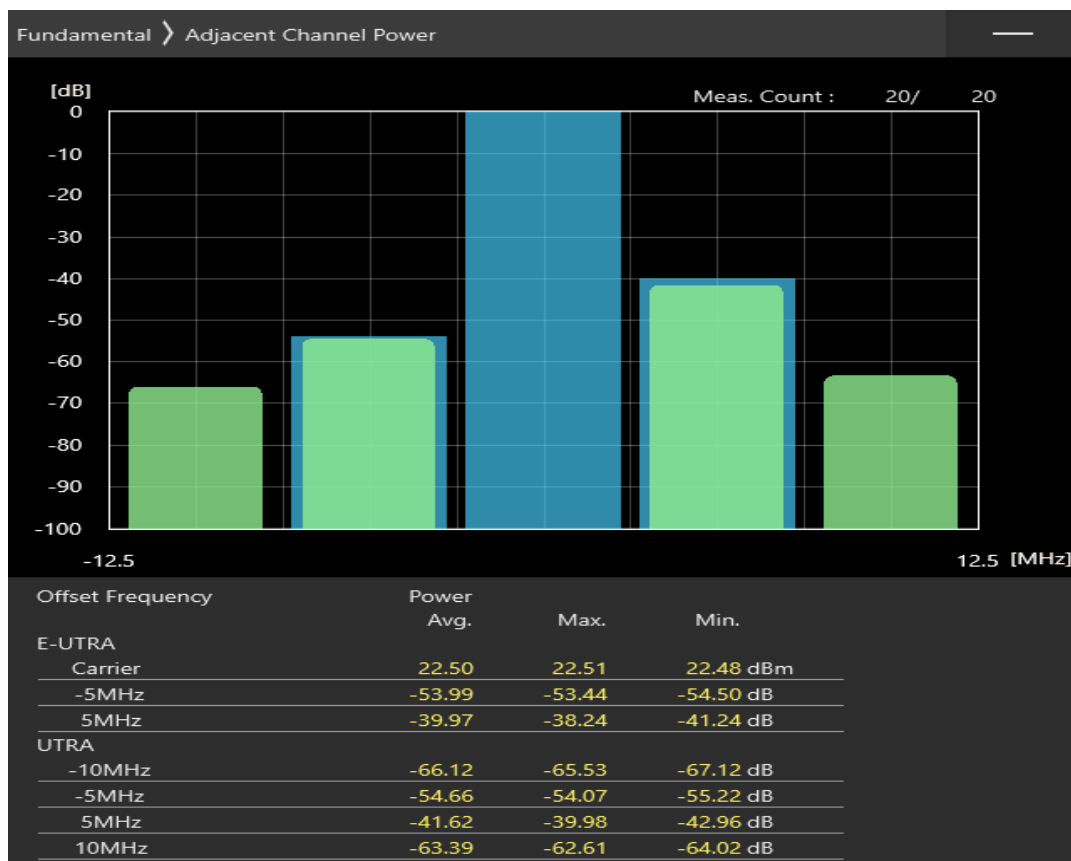 Fundamental 〉 Adjacent Channel Power
[dB]
Meas. Count : 20/ 20
0
-10
-20
-30
-40
-50
-60
-70
-80
-90
-100
-12.5 12.5 [MHz]
Offset Frequency Power
Avg. Max. Min.
E-UTRA
Carrier 22.50 22.51 22.48 dBm
-5MHz -53.99 -53.44 -54.50 dB
5MHz -39.97 -38.24 -41.24 dB
UTRA
-10MHz -66.12 -65.53 -67.12 dB
-5MHz -54.66 -54.07 -55.22 dB
5MHz -41.62 -39.98 -42.96 dB
10MHz -63.39 -62.61 -64.02 dB